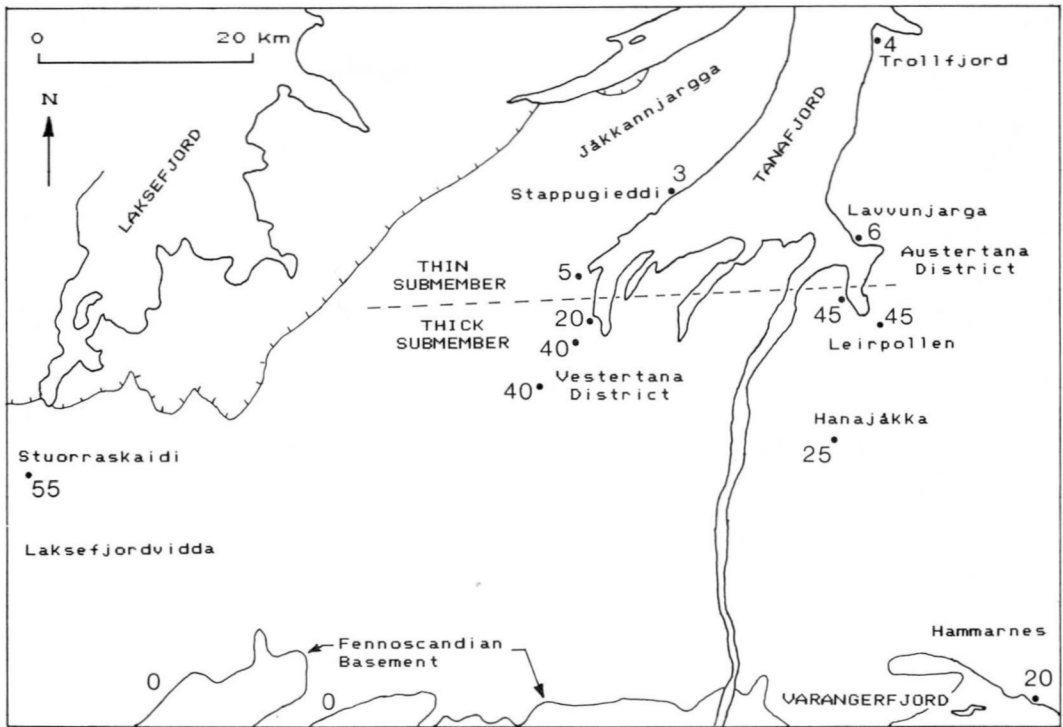 0
20 Km
N
4
Trollfjord
Jåkkannjargga
LAKSEFJORD
TANAFJORD
3
Stappugieddi
Lavvunjarga
6
Austertana
District
THIN
SUBMEMBER
5
THICK
SUBMEMBER
20
45
45
40
Leirpollen
40
Vestertana
District
Hanajåkka
25
Stuorraskaidi
55
Laksefjordvidda
Fennoscandian
Basement
Hammarnes
0
0
VARANGERFJORD
20